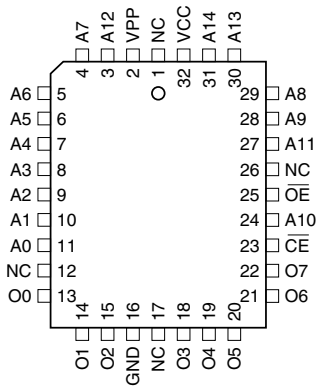 A7 A12 VPP NC VCC A14 A13
4 3 2 1 32 31 30
A6 5 29 A8
A5 6 28 A9
A4 7 27 A11
A3 8 26 NC
A2 9 25 OE
A1 10 24 A10
A0 11 23 CE
NC 12 22 O7
O0 13 21 O6
14 15 16 17 18 19 20
O1 O2 GND NC O3 O4 O5